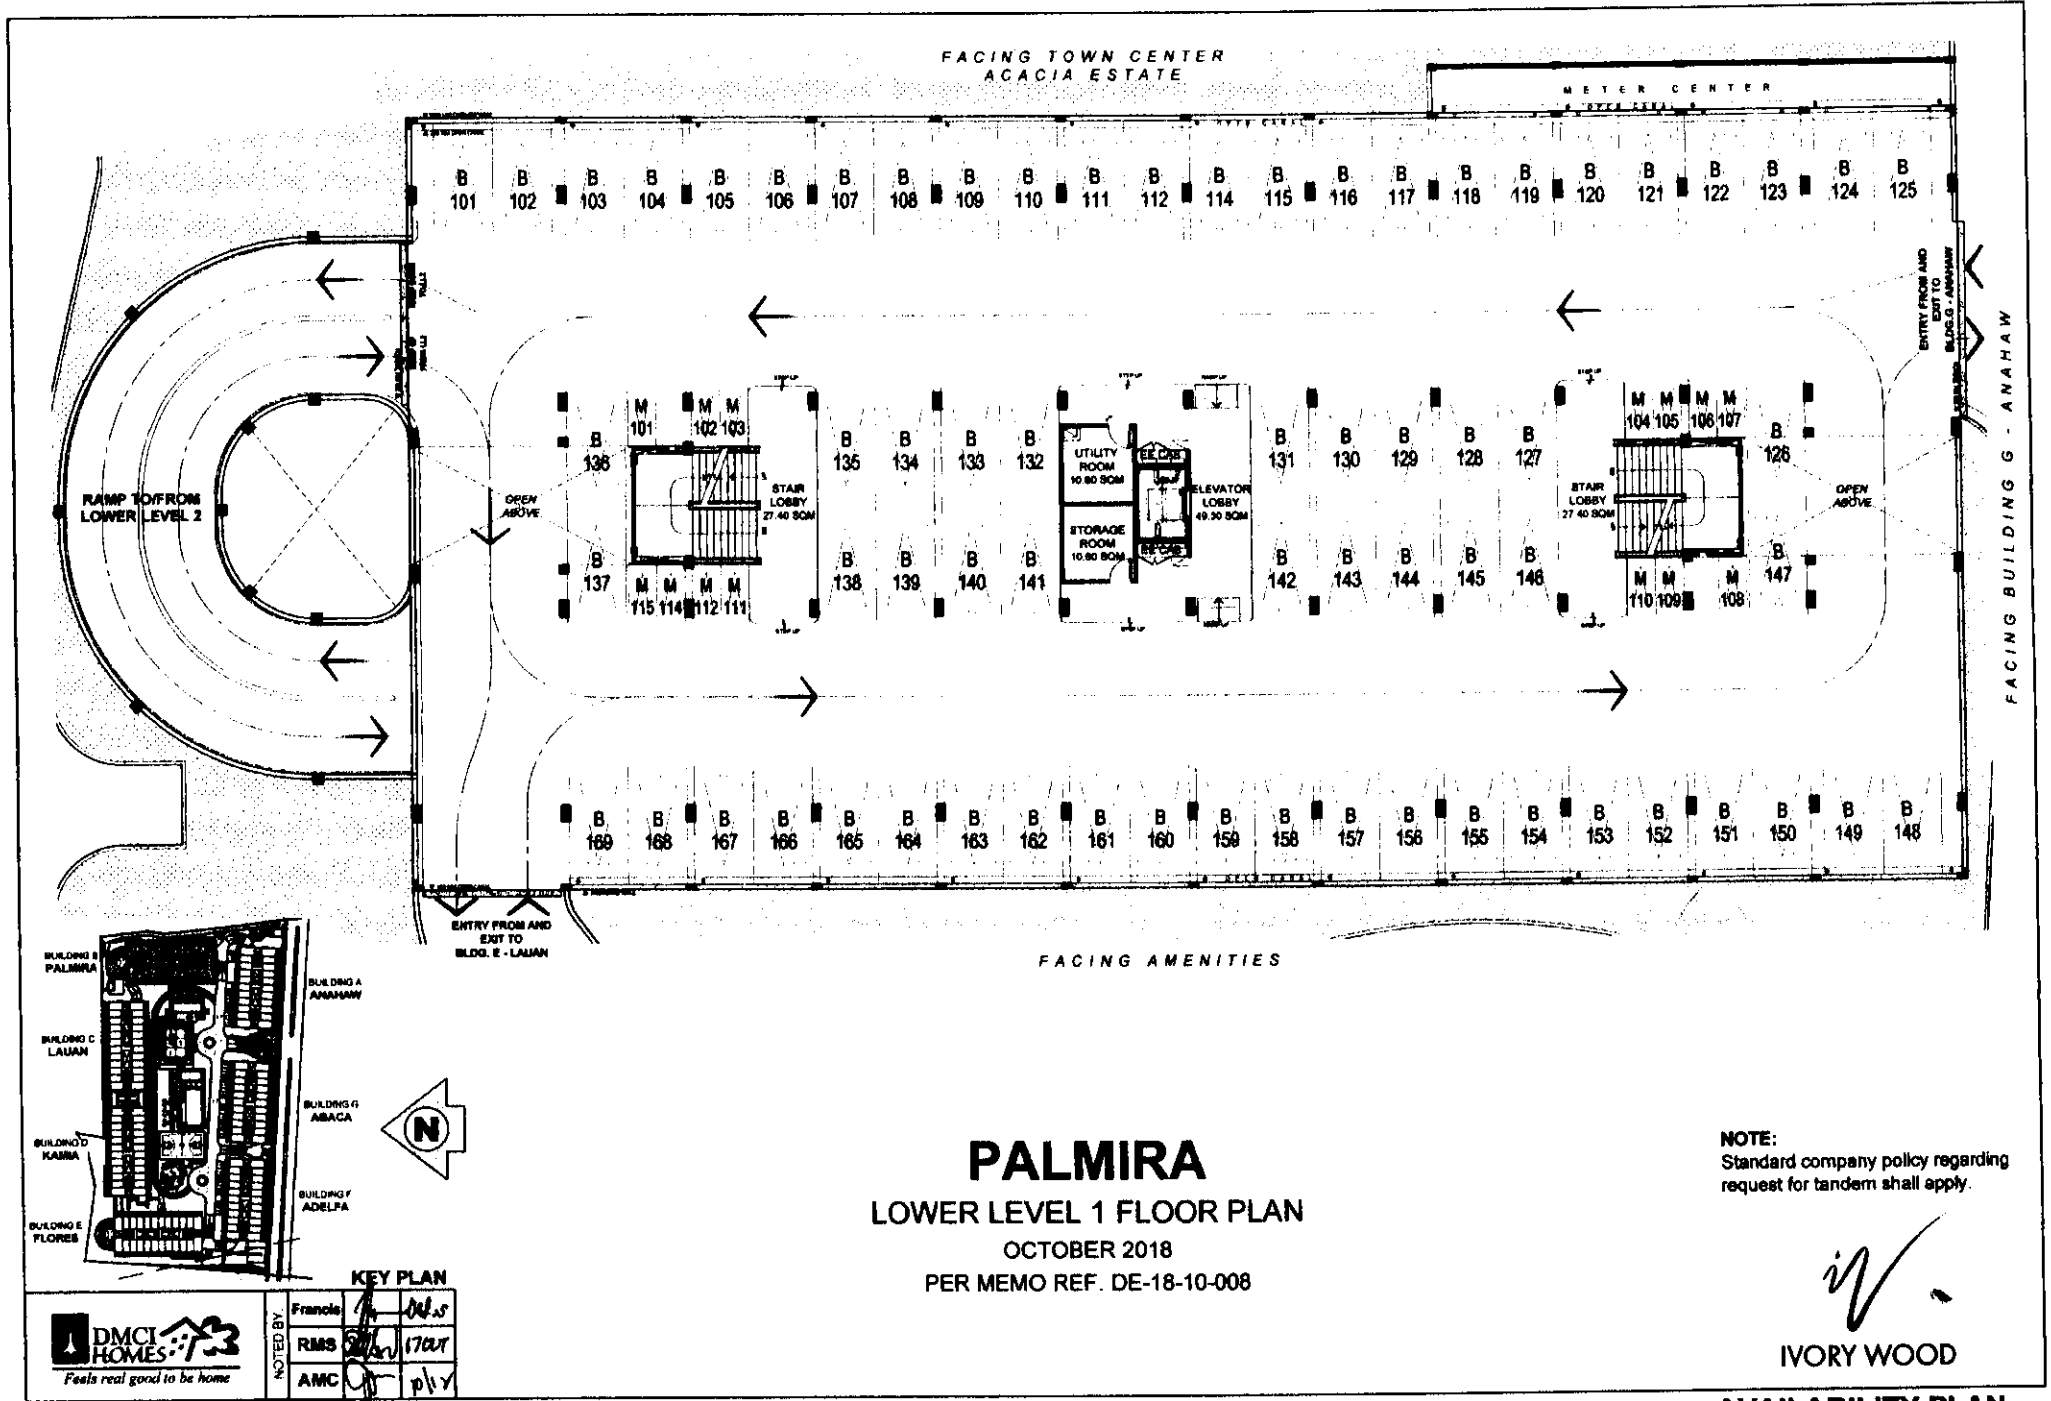 FACING TOWN CENTER
ACACIA ESTATE
METER CENTER
OPEN CANAL
B 101
B 102
B 103
B 104
B 105
B 106
B 107
B 108
B 109
B 110
B 111
B 112
B 114
B 115
B 116
B 117
B 118
B 119
B 120
B 121
B 122
B 123
B 124
B 125
ENTRY FROM AND
EXIT TO
BLDG.G - ANAHAW
FACING BUILDING G - ANAHAW
RAMP TO/FROM
LOWER LEVEL 2
OPEN
ABOVE
B 136
M 101
M 102
M 103
STAIR
LOBBY
27.40 SQM
B 135
B 134
B 133
B 132
UTILITY
ROOM
10.60 SQM
EE CAB
ELEVATOR
LOBBY
49.30 SQM
B 131
B 130
B 129
B 128
B 127
STAIR
LOBBY
27.40 SQM
M 104
M 105
M 106
M 107
B 126
OPEN
ABOVE
B 137
M 115
M 114
M 112
M 111
B 138
B 139
B 140
B 141
STORAGE
ROOM
10.60 SQM
EE CAB
B 142
B 143
B 144
B 145
B 146
M 110
M 109
M 108
B 147
B 169
B 168
B 167
B 166
B 165
B 164
B 163
B 162
B 161
B 160
B 159
B 158
B 157
B 156
B 155
B 154
B 153
B 152
B 151
B 150
B 149
B 148
ENTRY FROM AND
EXIT TO
BLDG. E - LAUAN
FACING AMENITIES
BUILDING B
PALMIRA
BUILDING A
ANAHAW
BUILDING C
LAUAN
BUILDING G
ABACA
BUILDING D
KAMIA
BUILDING F
ADELFA
BUILDING E
FLORES
N
KEY PLAN
PALMIRA
LOWER LEVEL 1 FLOOR PLAN
OCTOBER 2018
PER MEMO REF. DE-18-10-008
NOTE:
Standard company policy regarding
request for tandem shall apply.
IVORY WOOD
DMCI
HOMES
Feels real good to be home
NOTED BY:
Francis
RMS
AMC
AVAILABILITY PLAN